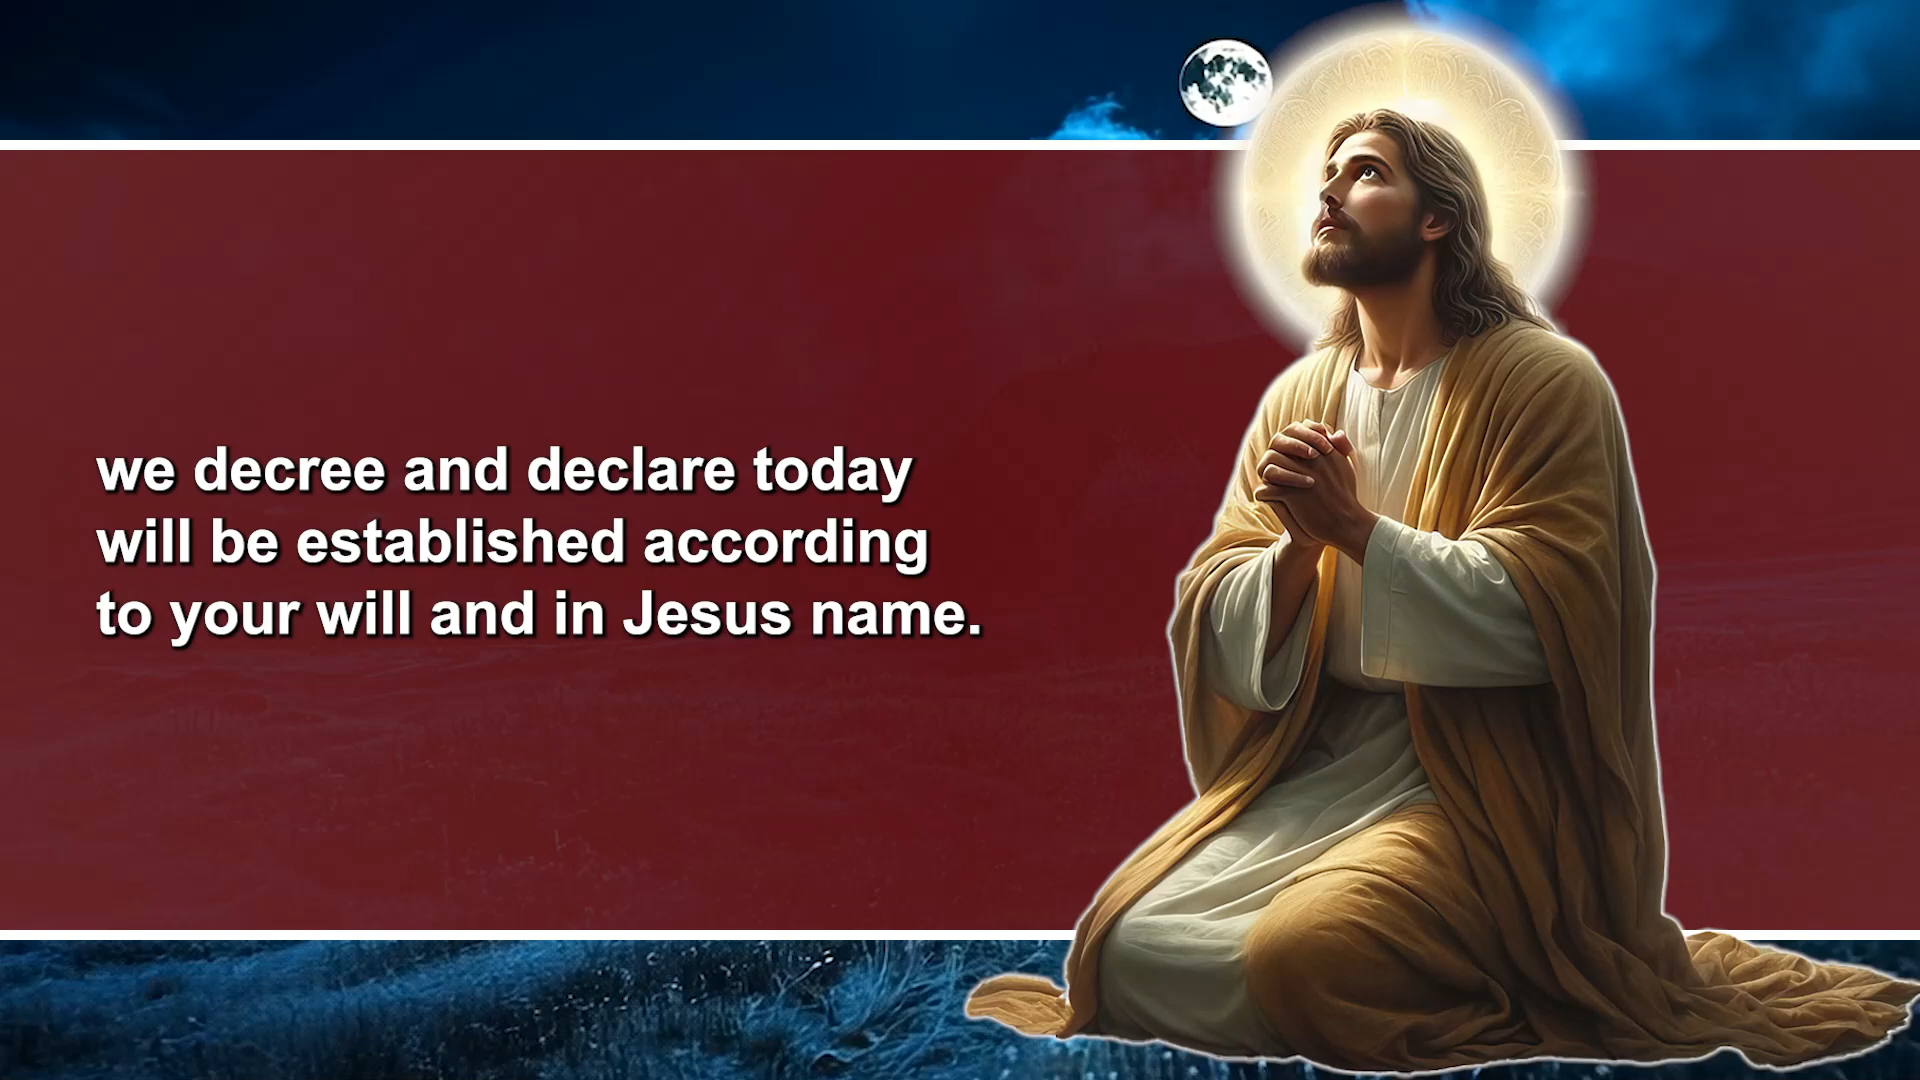 we decree and declare today
will be established according
to your will and in Jesus name.